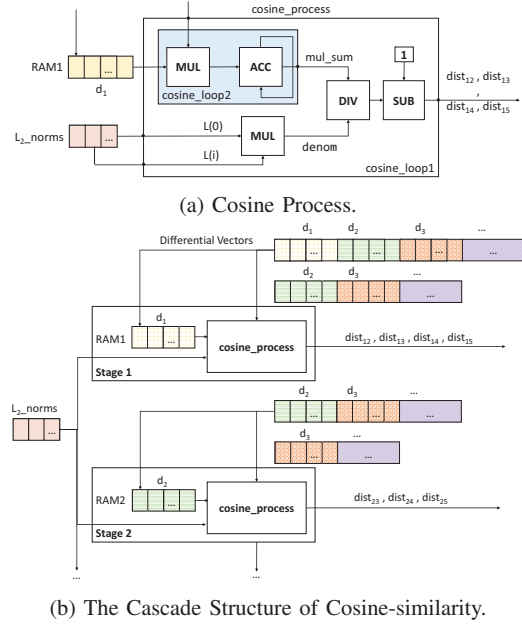 cosine_process
RAM1
...
d1
MUL
ACC
cosine_loop2
mul_sum
1
DIV
SUB
dist12 , dist13
,
dist14 , dist15
L2_norms
...
L(0)
L(i)
MUL
denom
cosine_loop1
(a) Cosine Process.
Differential Vectors
d1 d2 d3 ...
... ... ... ...
d2 d3 ...
... ... ...
d1
RAM1
...
cosine_process
Stage 1
dist12 , dist13 , dist14 , dist15
L2_norms
...
d2 d3 ...
... ... ...
d3 ...
... ...
d2
RAM2
...
cosine_process
Stage 2
dist23 , dist24 , dist25
... ...
(b) The Cascade Structure of Cosine-similarity.